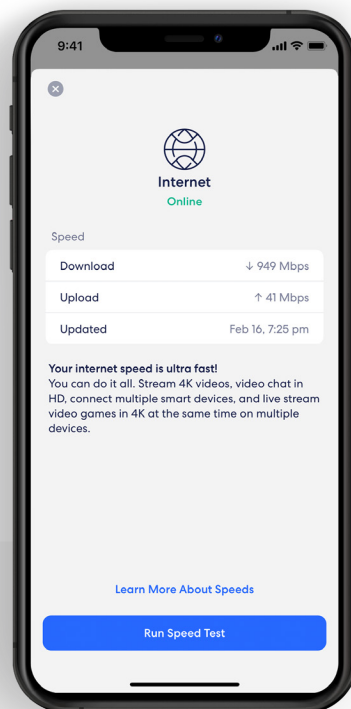 9:41
Internet
Online
Speed
Download ↓ 949 Mbps
Upload ↑ 41 Mbps
Updated Feb 16, 7:25 pm
Your internet speed is ultra fast!
You can do it all. Stream 4K videos, video chat in
HD, connect multiple smart devices, and live stream
video games in 4K at the same time on multiple
devices.
Learn More About Speeds
Run Speed Test